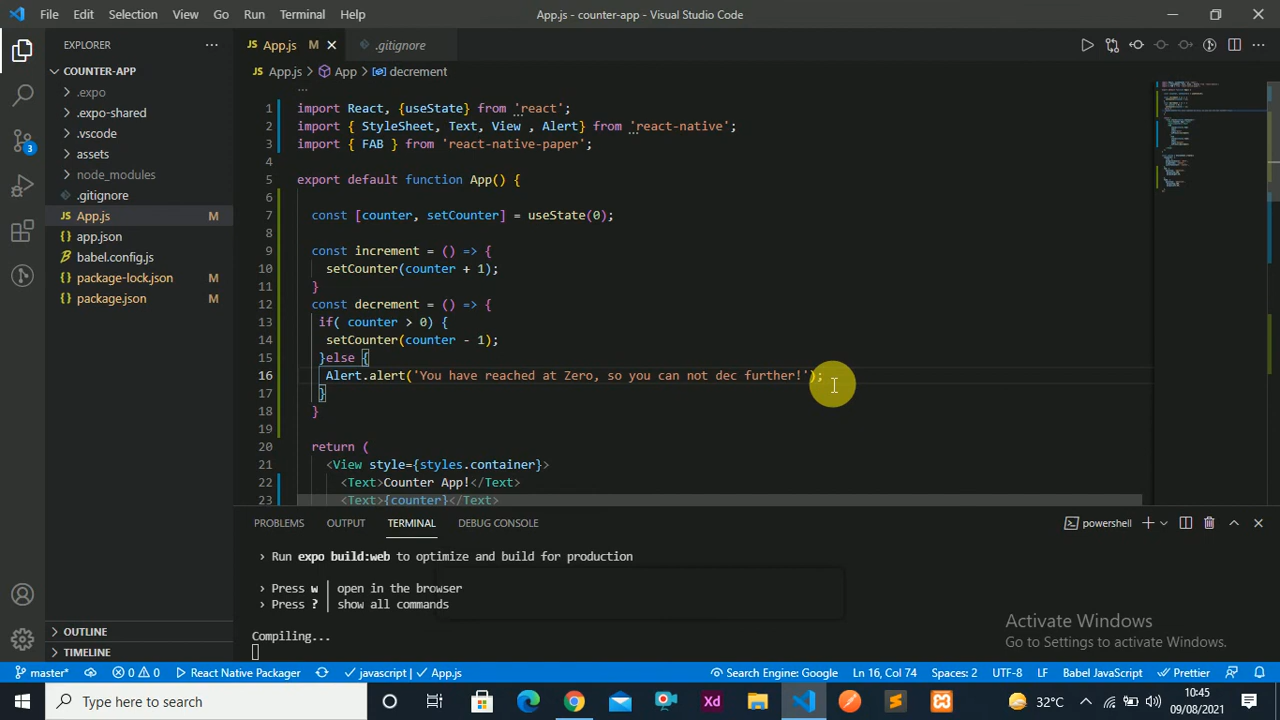 File Edit Selection View Go Run Terminal Help
App.js - counter-app - Visual Studio Code
EXPLORER
COUNTER-APP
.expo
.expo-shared
.vscode
assets
node_modules
.gitignore
App.js M
app.json
babel.config.js
package-lock.json M
package.json M
OUTLINE
TIMELINE
3
JS App.js M
.gitignore
JS App.js > App > decrement
1 import React, {useState} from 'react';
2 import { StyleSheet, Text, View , Alert} from 'react-native';
3 import { FAB } from 'react-native-paper';
4
5 export default function App() {
6
7 const [counter, setCounter] = useState(0);
8
9 const increment = () => {
10 setCounter(counter + 1);
11 }
12 const decrement = () => {
13 if( counter > 0) {
14 setCounter(counter - 1);
15 }else {
16 Alert.alert('You have reached at Zero, so you can not dec further!');
17 }
18 }
19
20 return (
21 <View style={styles.container}>
22 <Text>Counter App!</Text>
23 <Text>{counter}</Text>
PROBLEMS OUTPUT TERMINAL DEBUG CONSOLE
powershell
› Run expo build:web to optimize and build for production
› Press w | open in the browser
› Press ? | show all commands
Compiling...
Activate Windows
Go to Settings to activate Windows.
master* 0 0 React Native Packager javascript | App.js Search Engine: Google Ln 16, Col 74 Spaces: 2 UTF-8 LF Babel JavaScript Prettier
Type here to search
Xd
32°C
10:45
09/08/2021